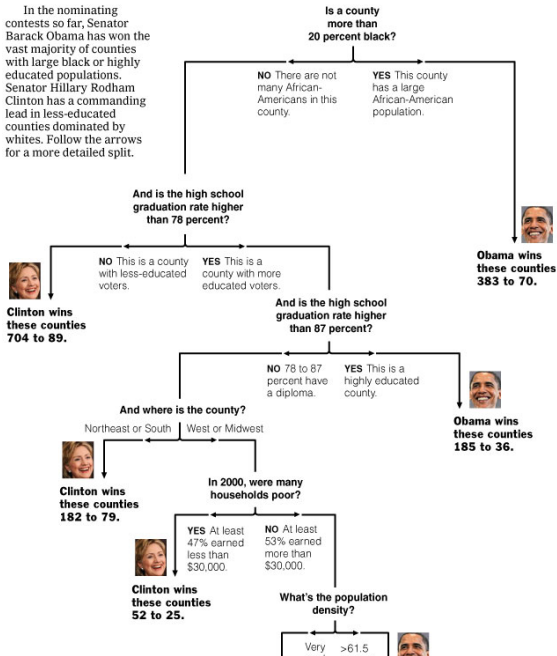 In the nominating
contests so far, Senator
Barack Obama has won the
vast majority of counties
with large black or highly
educated populations.
Senator Hillary Rodham
Clinton has a commanding
lead in less-educated
counties dominated by
whites. Follow the arrows
for a more detailed split.
Is a county
more than
20 percent black?
NO There are not
many African-
Americans in this
county.
YES This county
has a large
African-American
population.
Obama wins
these counties
383 to 70.
And is the high school
graduation rate higher
than 78 percent?
NO This is a county
with less-educated
voters.
YES This is a
county with more
educated voters.
Clinton wins
these counties
704 to 89.
And is the high school
graduation rate higher
than 87 percent?
NO 78 to 87
percent have
a diploma.
YES This is a
highly educated
county.
Obama wins
these counties
185 to 36.
And where is the county?
Northeast or South
West or Midwest
Clinton wins
these counties
182 to 79.
In 2000, were many
households poor?
YES At least
47% earned
less than
$30,000.
NO At least
53% earned
more than
$30,000.
Clinton wins
these counties
52 to 25.
What's the population
density?
Very
>61.5